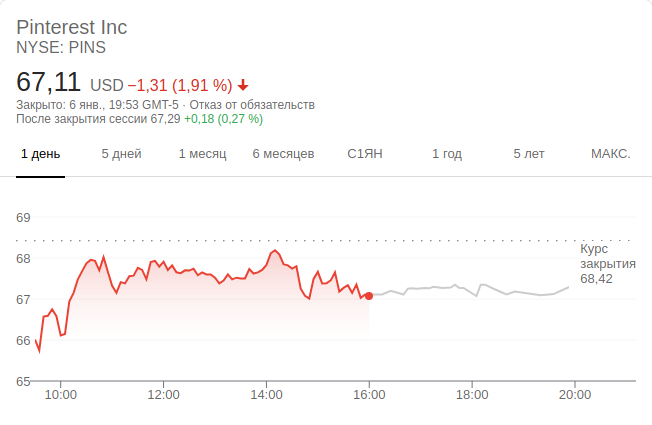 Pinterest Inc
NYSE: PINS
67,11 USD −1,31 (1,91 %)
Закрыто: 6 янв., 19:53 GMT-5 · Отказ от обязательств
После закрытия сессии 67,29 +0,18 (0,27 %)
1 день 5 дней 1 месяц 6 месяцев С1ЯН 1 год 5 лет МАКС.
69
68
67
66
65
Курс
закрытия
68,42
10:00 12:00 14:00 16:00 18:00 20:00